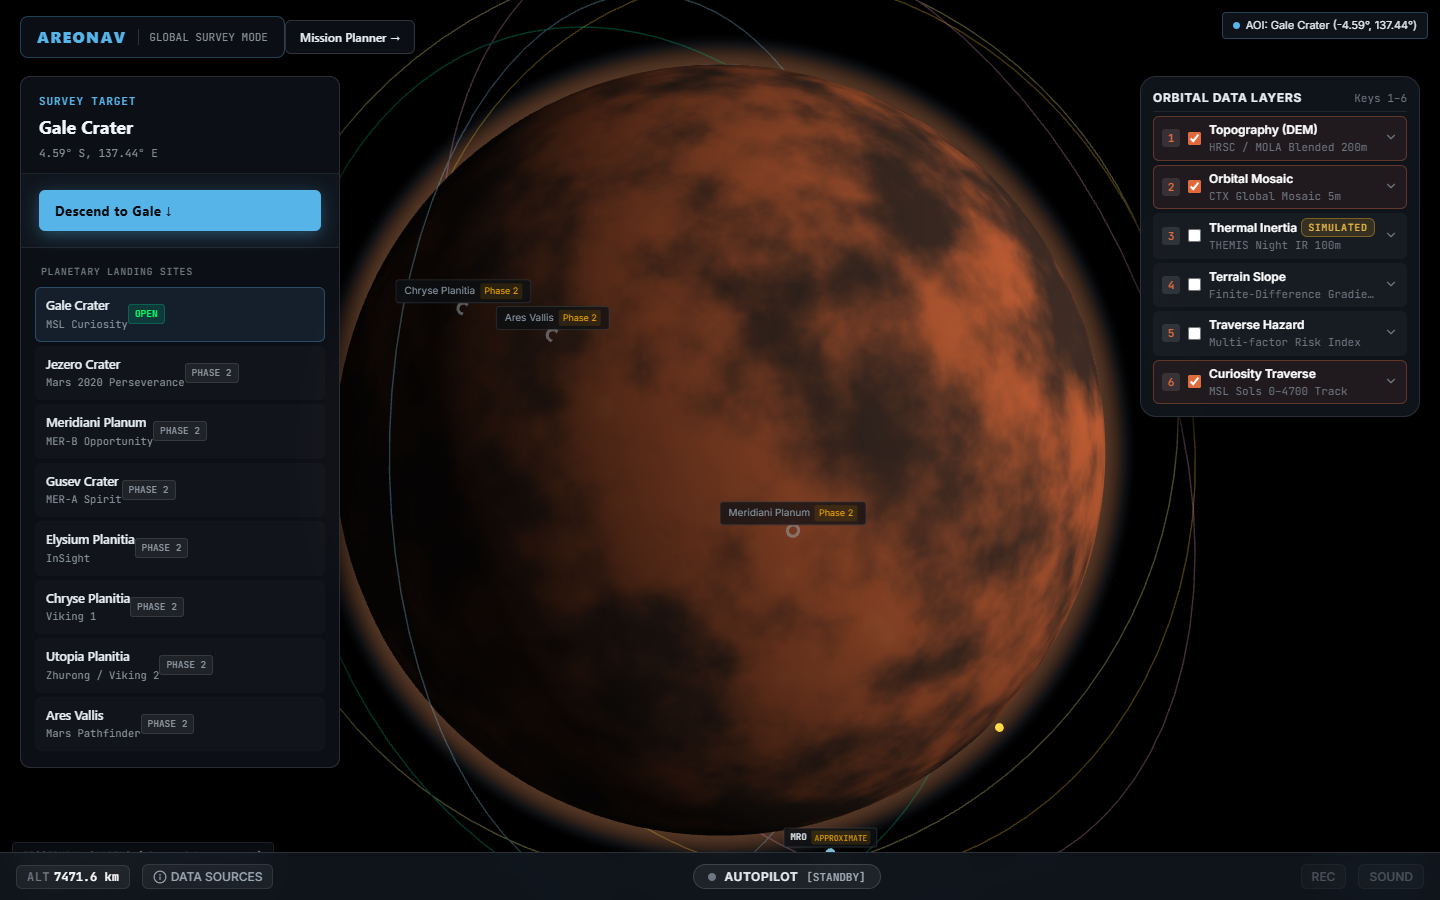 AREONAV
GLOBAL SURVEY MODE
Mission Planner →
AOI: Gale Crater (-4.59°, 137.44°)
SURVEY TARGET
Gale Crater
4.59° S, 137.44° E
Descend to Gale ↓
PLANETARY LANDING SITES
Gale Crater
MSL Curiosity
OPEN
Jezero Crater
Mars 2020 Perseverance
PHASE 2
Meridiani Planum
MER-B Opportunity
PHASE 2
Gusev Crater
MER-A Spirit
PHASE 2
Elysium Planitia
InSight
PHASE 2
Chryse Planitia
Viking 1
PHASE 2
Utopia Planitia
Zhurong / Viking 2
PHASE 2
Ares Vallis
Mars Pathfinder
PHASE 2
Chryse Planitia Phase 2
Ares Vallis Phase 2
Meridiani Planum Phase 2
MRO APPROXIMATE
ORBITAL DATA LAYERS
Keys 1-6
1
Topography (DEM)
HRSC / MOLA Blended 200m
2
Orbital Mosaic
CTX Global Mosaic 5m
3
Thermal Inertia SIMULATED
THEMIS Night IR 100m
4
Terrain Slope
Finite-Difference Gradie…
5
Traverse Hazard
Multi-factor Risk Index
6
Curiosity Traverse
MSL Sols 0-4700 Track
ALT 7471.6 km
DATA SOURCES
AUTOPILOT [STANDBY]
REC
SOUND